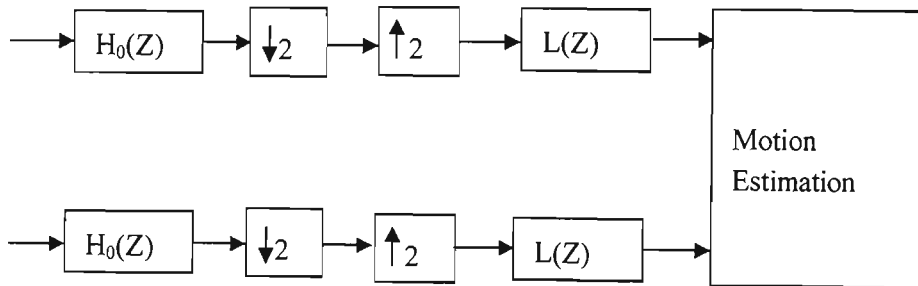 H₀(Z) ↓2 ↑2 L(Z)
Motion
Estimation
H₀(Z) ↓2 ↑2 L(Z)